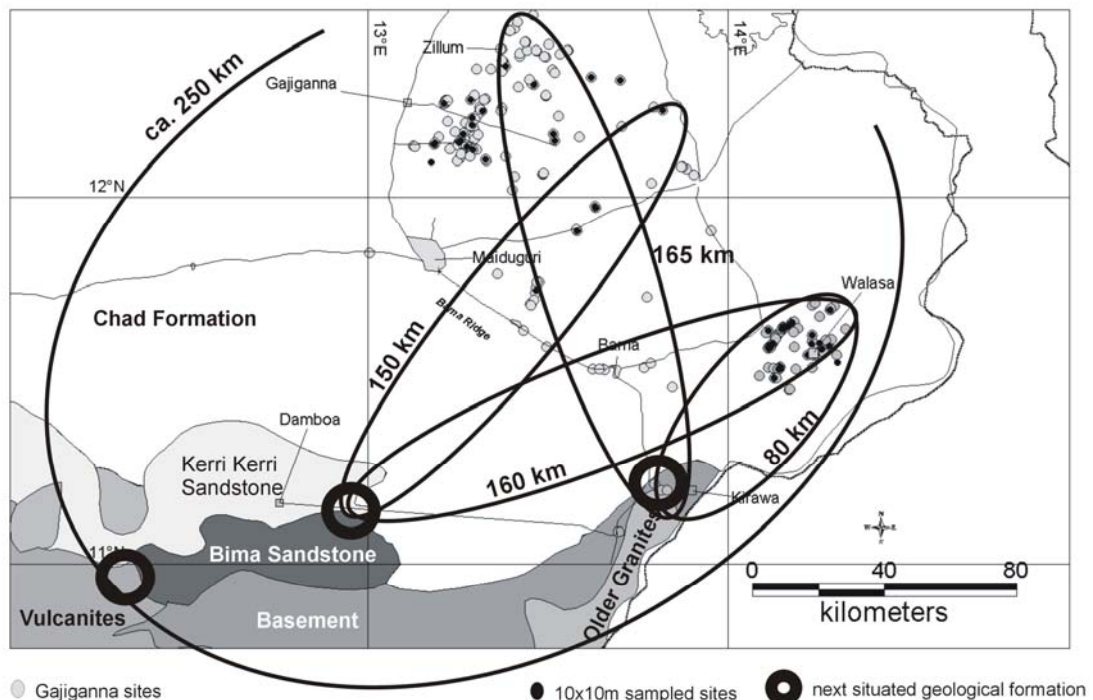 13°E
14°E
Zillum
Gajiganna
ca. 250 km
12°N
165 km
Maiduguri
Walasa
Bama Ridge
Chad Formation
150 km
Bama
Damboa
80 km
Kerri Kerri
Sandstone
160 km
Kirawa
N
W
E
S
11°N
Bima Sandstone
Older Granites
0 40 80
kilometers
Vulcanites
Basement
Gajiganna sites
10x10m sampled sites
next situated geological formation